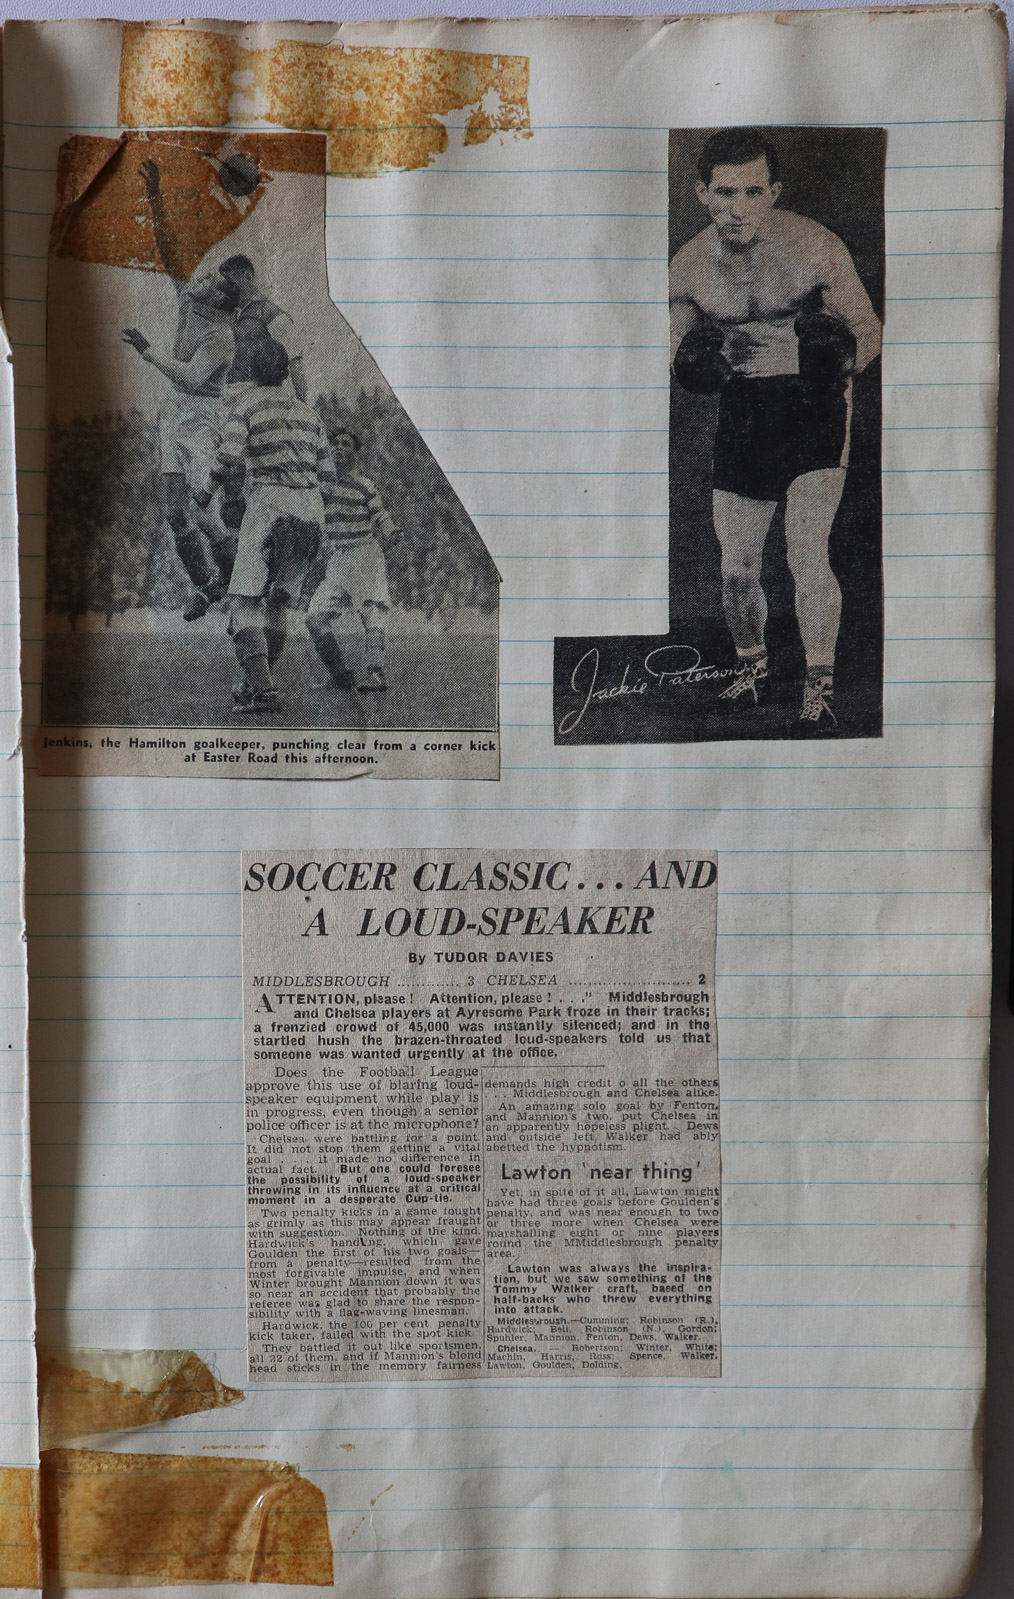 Jenkins, the Hamilton goalkeeper, punching clear from a corner kick
at Easter Road this afternoon.
Jackie Paterson
SOCCER CLASSIC... AND
A LOUD-SPEAKER
By TUDOR DAVIES
MIDDLESBROUGH ............. 3 CHELSEA ......................... 2
ATTENTION, please! Attention, please! . . ." Middlesbrough
and Chelsea players at Ayresome Park froze in their tracks;
a frenzied crowd of 45,000 was instantly silenced; and in the
startled hush the brazen-throated loud-speakers told us that
someone was wanted urgently at the office.
Does the Football League
approve this use of blaring loud-
speaker equipment while play is
in progress, even though a senior
police officer is at the microphone?
Chelsea were battling for a point.
It did not stop them getting a vital
goal . . . . it made no difference in
actual fact. But one could foresee
the possibility of a loud-speaker
throwing in its influence at a critical
moment in a desperate Cup-tie.
Two penalty kicks in a game fought
as grimly as this may appear fraught
with suggestion. Nothing of the kind.
Hardwick's handling, which gave
Goulden the first of his two goals—
from a penalty—resulted from the
most forgivable impulse, and when
Winter brought Mannion down it was
so near an accident that probably the
referee was glad to share the respon-
sibility with a flag-waving linesman.
Hardwick, the 100 per cent penalty
kick taker, failed with the spot kick.
They battled it out like sportsmen,
all 22 of them, and if Mannion's blond
head sticks in the memory fairness
demands high credit o all the others
. . . Middlesbrough and Chelsea alike.
An amazing solo goal by Fenton,
and Mannion's two, put Chelsea in
an apparently hopeless plight. Dews
and outside left, Walker had ably
abetted the hypnotism.
Lawton 'near thing'
Yet, in spite of it all, Lawton might
have had three goals before Goulden's
penalty, and was near enough to two
or three more when Chelsea were
marshalling eight or nine players
round the MMiddlesbrough penalty
area.
Lawton was always the inspira-
tion, but we saw something of the
Tommy Walker craft, based on
half-backs who threw everything
into attack.
Middlesbrough.—Cumming; Robinson (R.),
Hardwick, Bell, Robinson (N.), Gordon;
Spuhler, Mannion, Fenton, Dews, Walker.
Chelsea. — Robertson; Winter, White;
Machin, Harris, Ross; Spence, Walker,
Lawton, Goulden, Dolding.